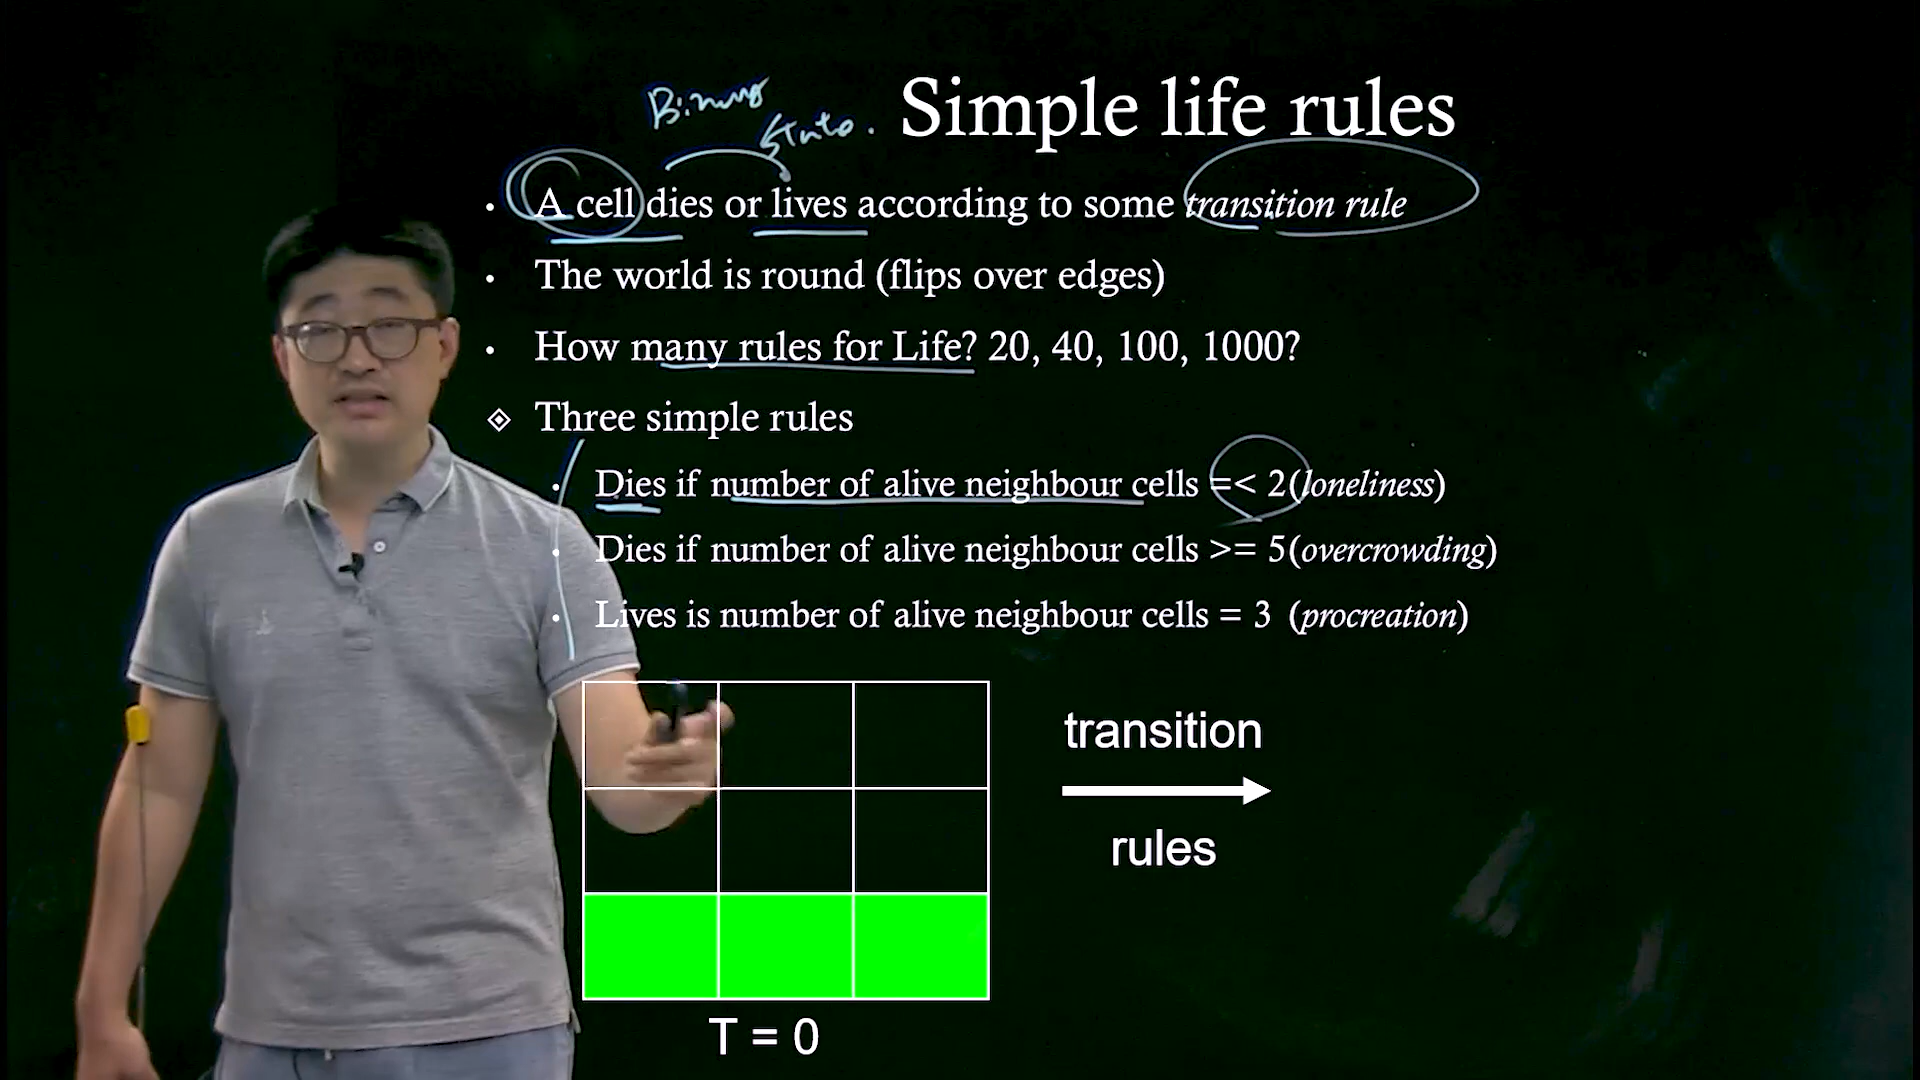 Simple life rules
Binary
State.
• A cell dies or lives according to some transition rule
• The world is round (flips over edges)
• How many rules for Life? 20, 40, 100, 1000?
◈ Three simple rules
• Dies if number of alive neighbour cells =< 2(loneliness)
• Dies if number of alive neighbour cells >= 5(overcrowding)
• Lives is number of alive neighbour cells = 3 (procreation)
transition
rules
T = 0